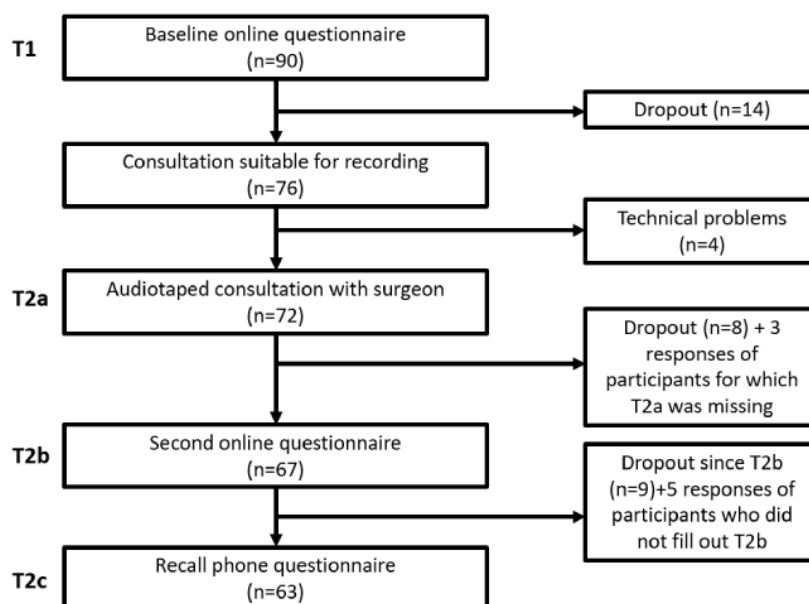 T1
Baseline online questionnaire
(n=90)
Dropout (n=14)
Consultation suitable for recording
(n=76)
Technical problems
(n=4)
T2a
Audiotaped consultation with surgeon
(n=72)
Dropout (n=8) + 3
responses of
participants for which
T2a was missing
T2b
Second online questionnaire
(n=67)
Dropout since T2b
(n=9)+5 responses of
participants who did
not fill out T2b
T2c
Recall phone questionnaire
(n=63)